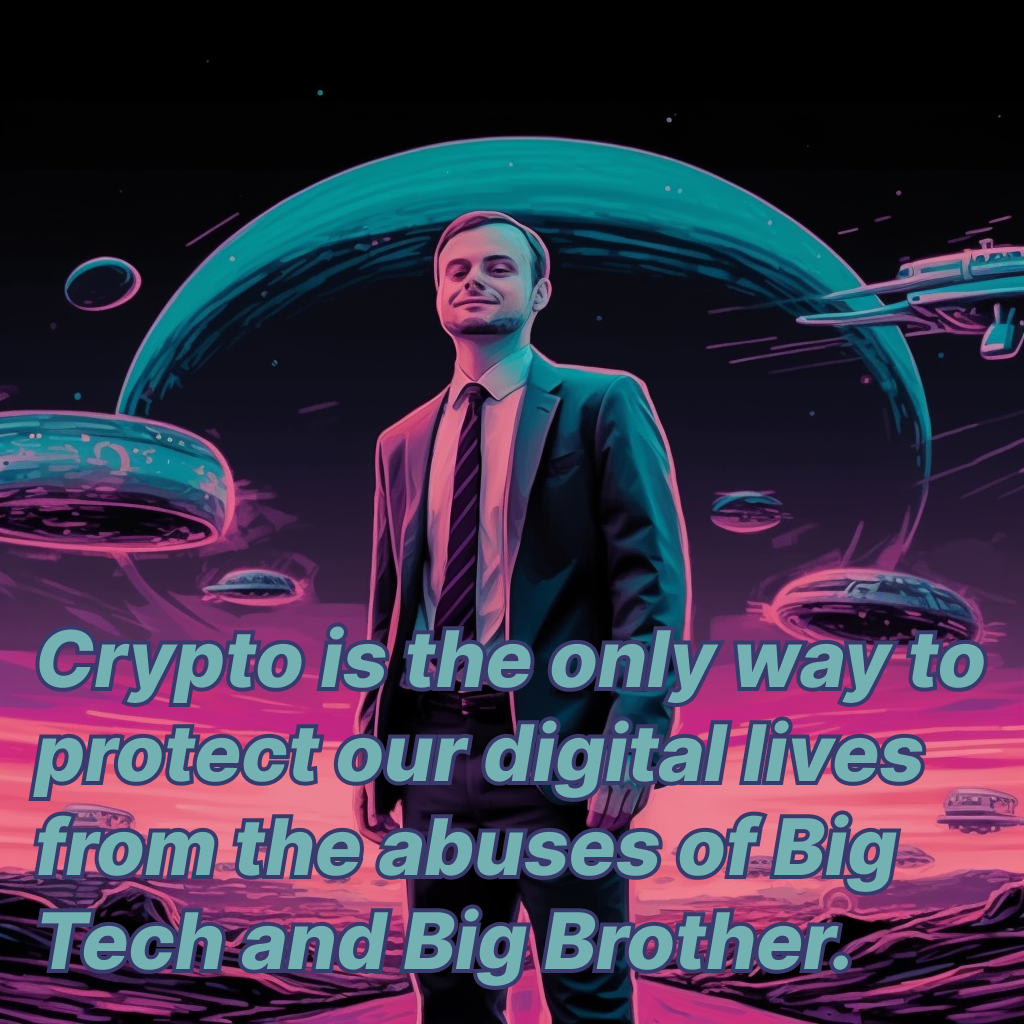 Crypto is the only way to
protect our digital lives
from the abuses of Big
Tech and Big Brother.